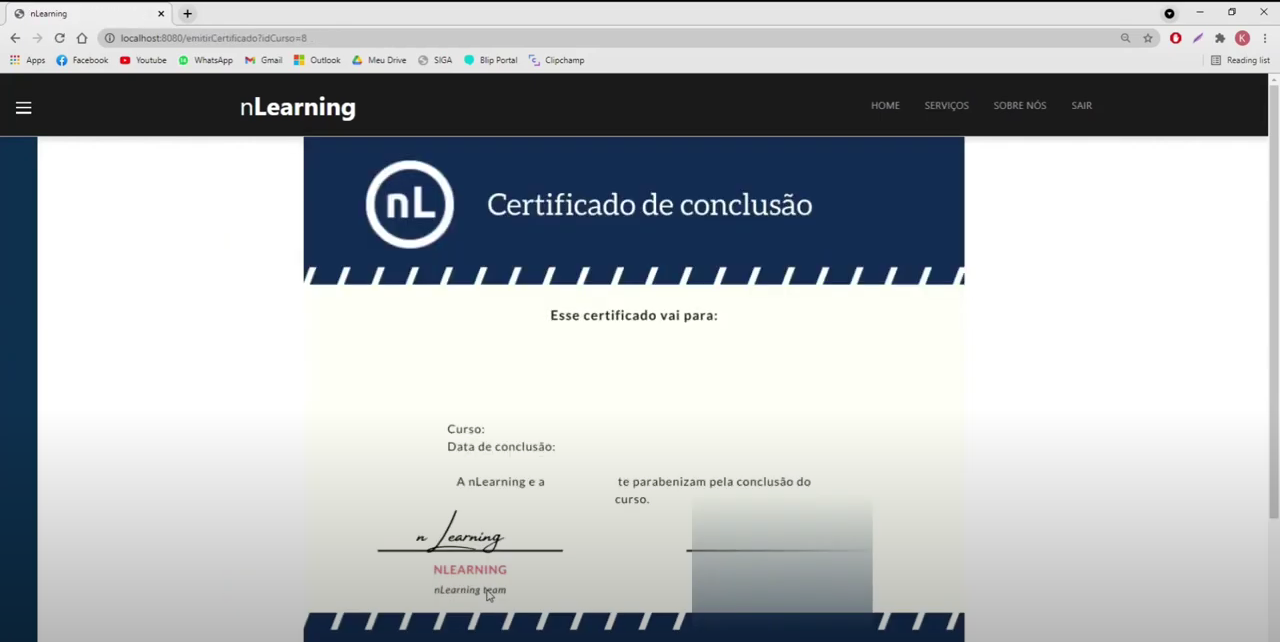 nLearning
localhost:8080/emitirCertificado?idCurso=8
K
Apps Facebook Youtube WhatsApp Gmail Outlook Meu Drive SIGA Blip Portal Clipchamp Reading list
nLearning
HOME SERVIÇOS SOBRE NÓS SAIR
nL
Certificado de conclusão
Esse certificado vai para:
Curso:
Data de conclusão:
A nLearning e a te parabenizam pela conclusão do
curso.
n Learning
NLEARNING
nLearning team